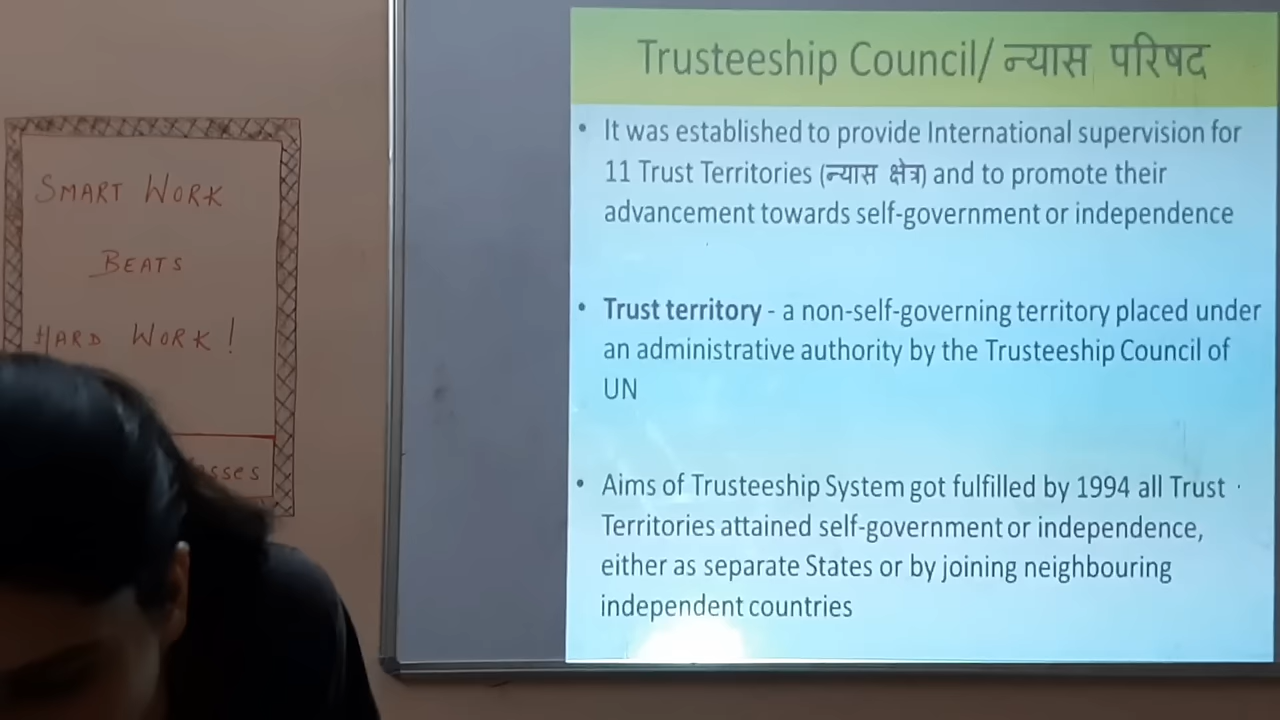 SMART WORK
BEATS
HARD WORK!
Trusteeship Council/ न्यास परिषद
• It was established to provide International supervision for
11 Trust Territories (न्यास क्षेत्र) and to promote their
advancement towards self-government or independence
• Trust territory - a non-self-governing territory placed under
an administrative authority by the Trusteeship Council of
UN
• Aims of Trusteeship System got fulfilled by 1994 all Trust
Territories attained self-government or independence,
either as separate States or by joining neighbouring
independent countries